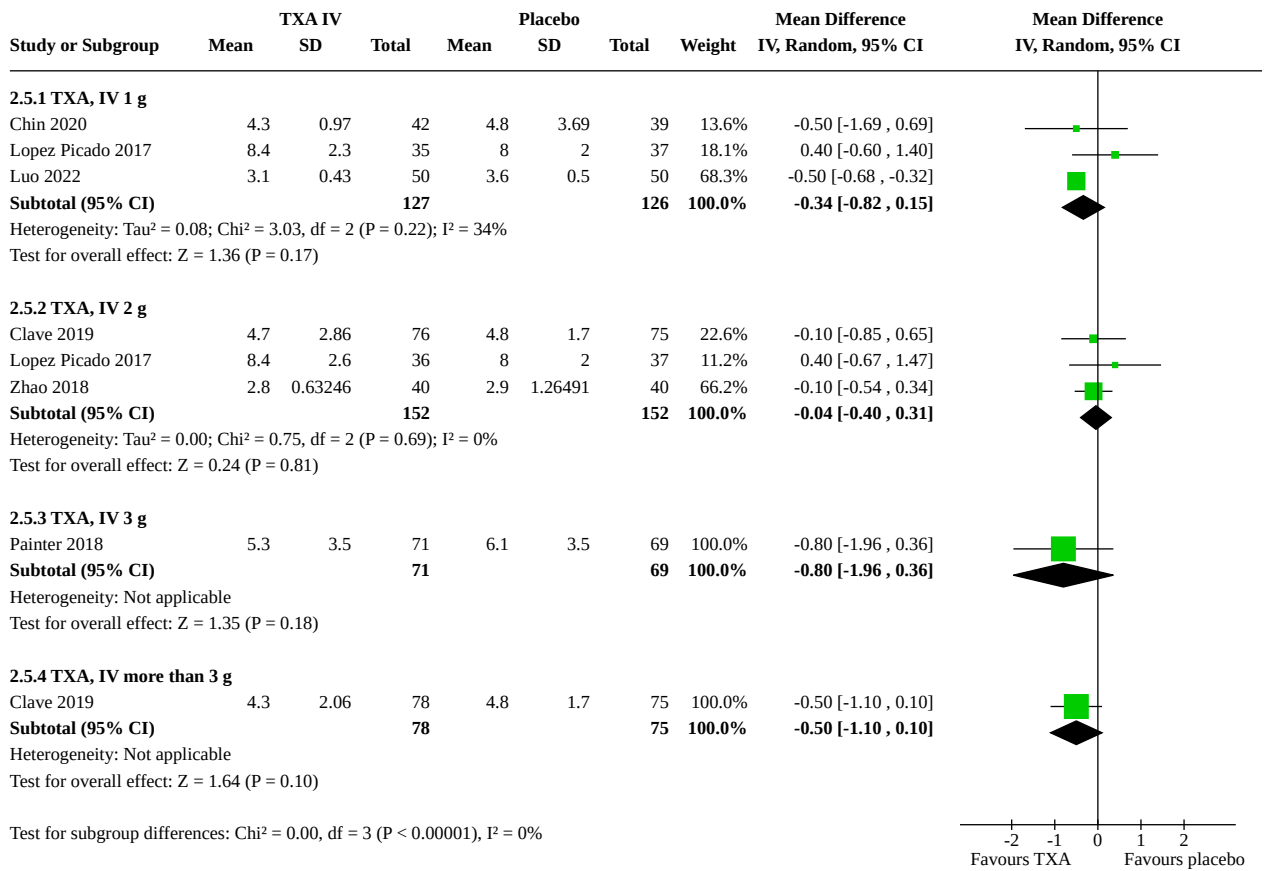 TXA IV Placebo Mean Difference Mean Difference
Study or Subgroup Mean SD Total Mean SD Total Weight IV, Random, 95% CI IV, Random, 95% CI
2.5.1 TXA, IV 1 g
Chin 2020 4.3 0.97 42 4.8 3.69 39 13.6% -0.50 [-1.69 , 0.69]
Lopez Picado 2017 8.4 2.3 35 8 2 37 18.1% 0.40 [-0.60 , 1.40]
Luo 2022 3.1 0.43 50 3.6 0.5 50 68.3% -0.50 [-0.68 , -0.32]
Subtotal (95% CI) 127 126 100.0% -0.34 [-0.82 , 0.15]
Heterogeneity: Tau² = 0.08; Chi² = 3.03, df = 2 (P = 0.22); I² = 34%
Test for overall effect: Z = 1.36 (P = 0.17)
2.5.2 TXA, IV 2 g
Clave 2019 4.7 2.86 76 4.8 1.7 75 22.6% -0.10 [-0.85 , 0.65]
Lopez Picado 2017 8.4 2.6 36 8 2 37 11.2% 0.40 [-0.67 , 1.47]
Zhao 2018 2.8 0.63246 40 2.9 1.26491 40 66.2% -0.10 [-0.54 , 0.34]
Subtotal (95% CI) 152 152 100.0% -0.04 [-0.40 , 0.31]
Heterogeneity: Tau² = 0.00; Chi² = 0.75, df = 2 (P = 0.69); I² = 0%
Test for overall effect: Z = 0.24 (P = 0.81)
2.5.3 TXA, IV 3 g
Painter 2018 5.3 3.5 71 6.1 3.5 69 100.0% -0.80 [-1.96 , 0.36]
Subtotal (95% CI) 71 69 100.0% -0.80 [-1.96 , 0.36]
Heterogeneity: Not applicable
Test for overall effect: Z = 1.35 (P = 0.18)
2.5.4 TXA, IV more than 3 g
Clave 2019 4.3 2.06 78 4.8 1.7 75 100.0% -0.50 [-1.10 , 0.10]
Subtotal (95% CI) 78 75 100.0% -0.50 [-1.10 , 0.10]
Heterogeneity: Not applicable
Test for overall effect: Z = 1.64 (P = 0.10)
Test for subgroup differences: Chi² = 0.00, df = 3 (P < 0.00001), I² = 0%
-2 -1 0 1 2
Favours TXA Favours placebo